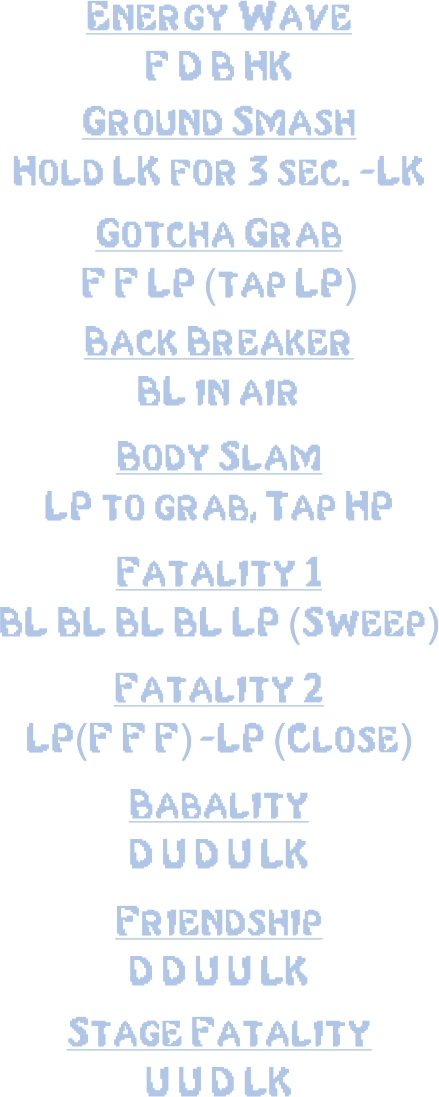 Energy Wave
F D B HK
Ground Smash
Hold LK for 3 sec. -LK
Gotcha Grab
F F LP (tap LP)
Back Breaker
BL in air
Body Slam
LP to grab, Tap HP
Fatality 1
BL BL BL BL LP (Sweep)
Fatality 2
LP(F F F) -LP (Close)
Babality
D U D U LK
Friendship
D D U U LK
Stage Fatality
U U D LK